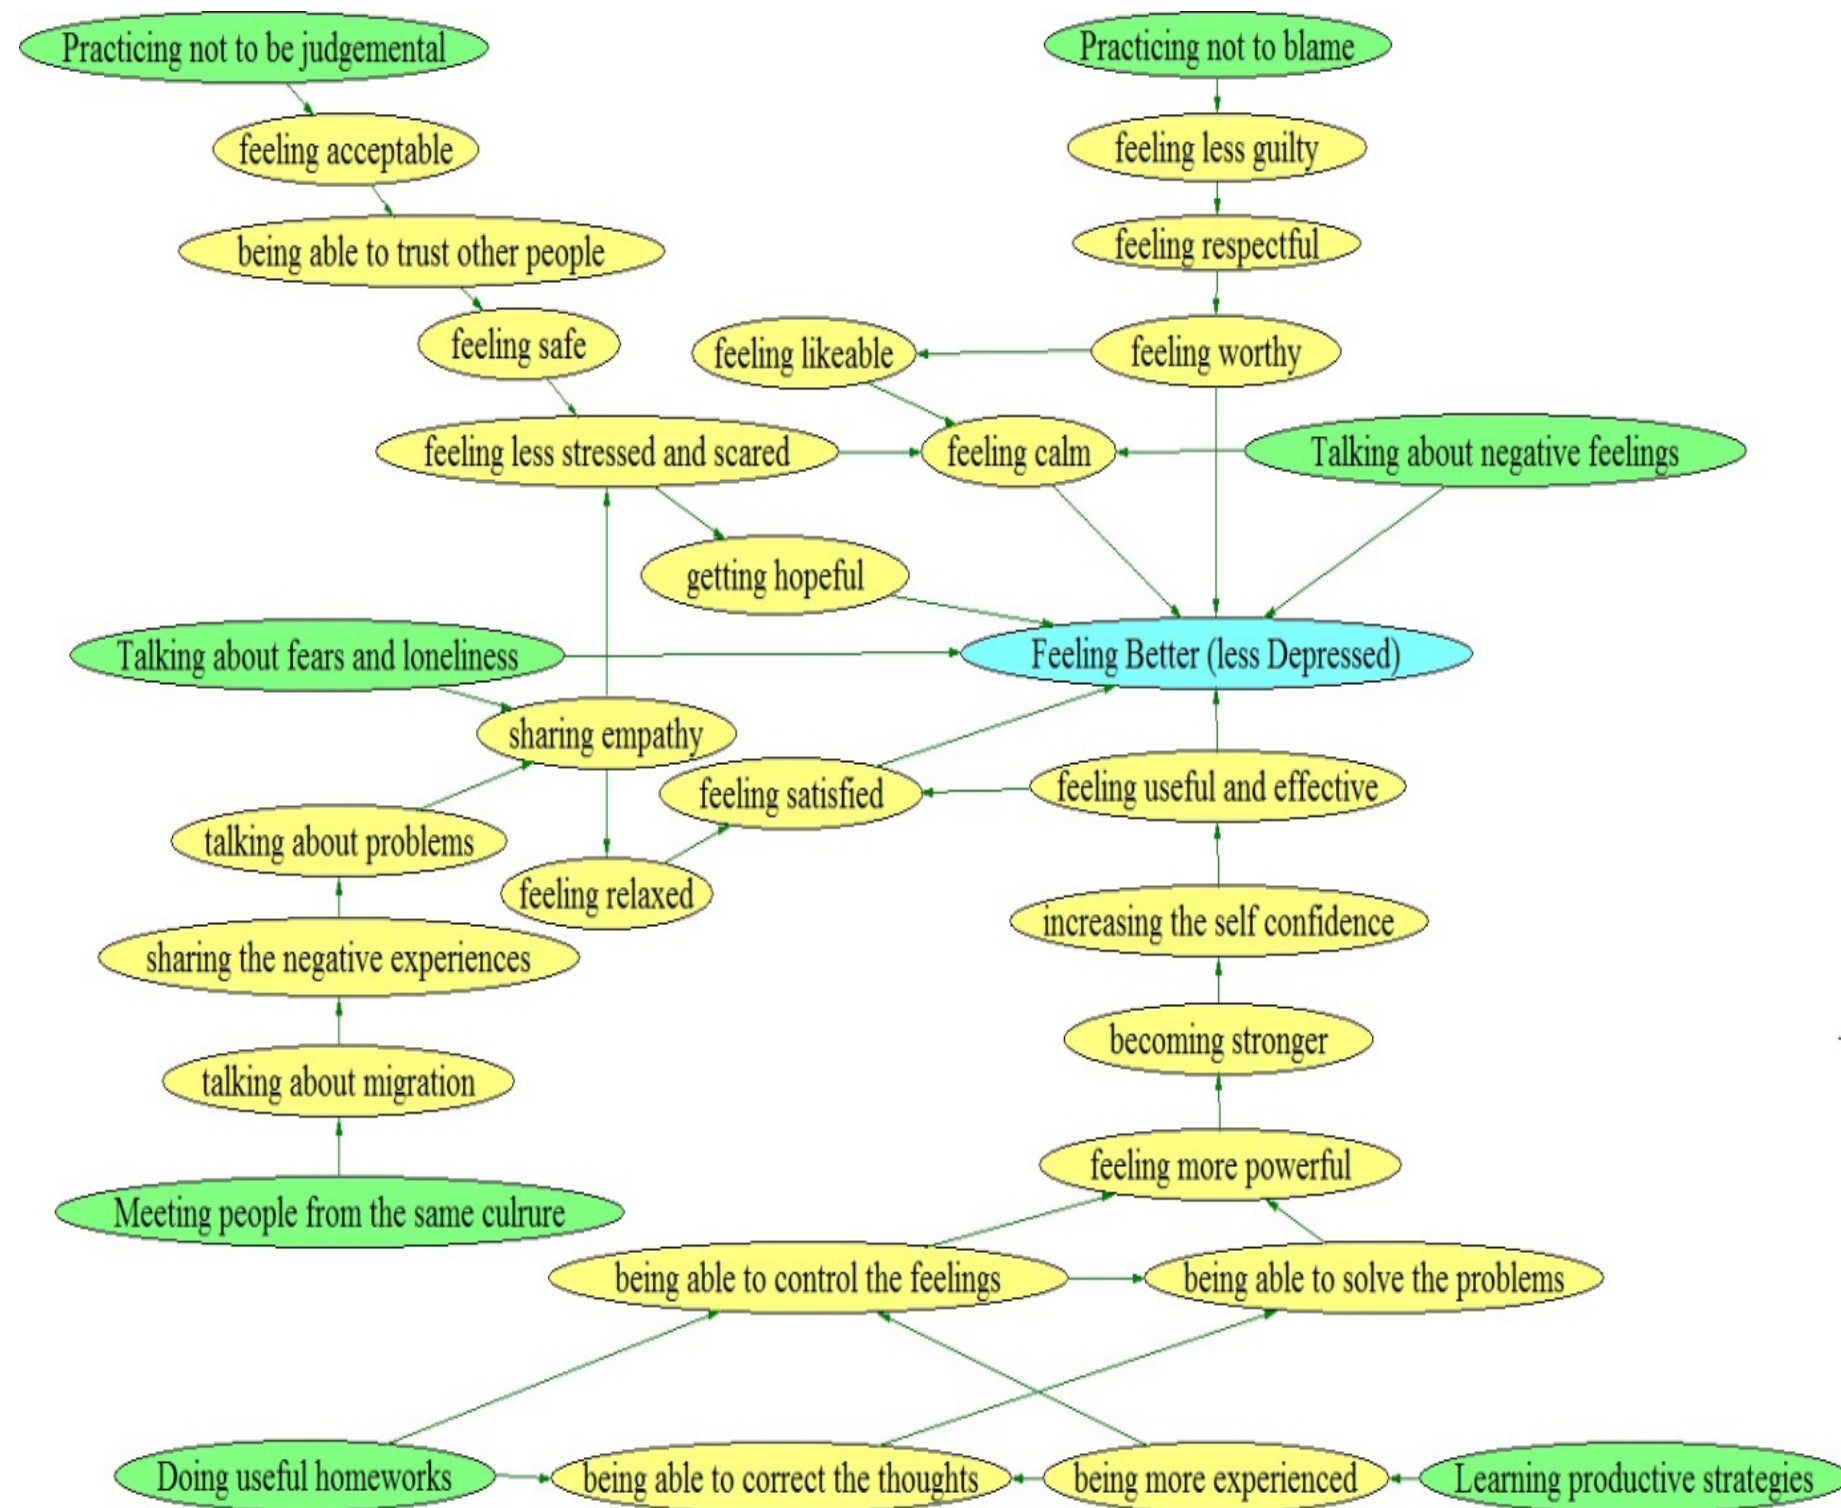 Practicing not to be judgemental
Practicing not to blame
feeling acceptable
feeling less guilty
being able to trust other people
feeling respectful
feeling safe
feeling likeable
feeling worthy
feeling less stressed and scared
feeling calm
Talking about negative feelings
getting hopeful
Talking about fears and loneliness
Feeling Better (less Depressed)
sharing empathy
feeling satisfied
feeling useful and effective
talking about problems
feeling relaxed
increasing the self confidence
sharing the negative experiences
becoming stronger
talking about migration
feeling more powerful
Meeting people from the same culrure
being able to control the feelings
being able to solve the problems
Doing useful homeworks
being able to correct the thoughts
being more experienced
Learning productive strategies